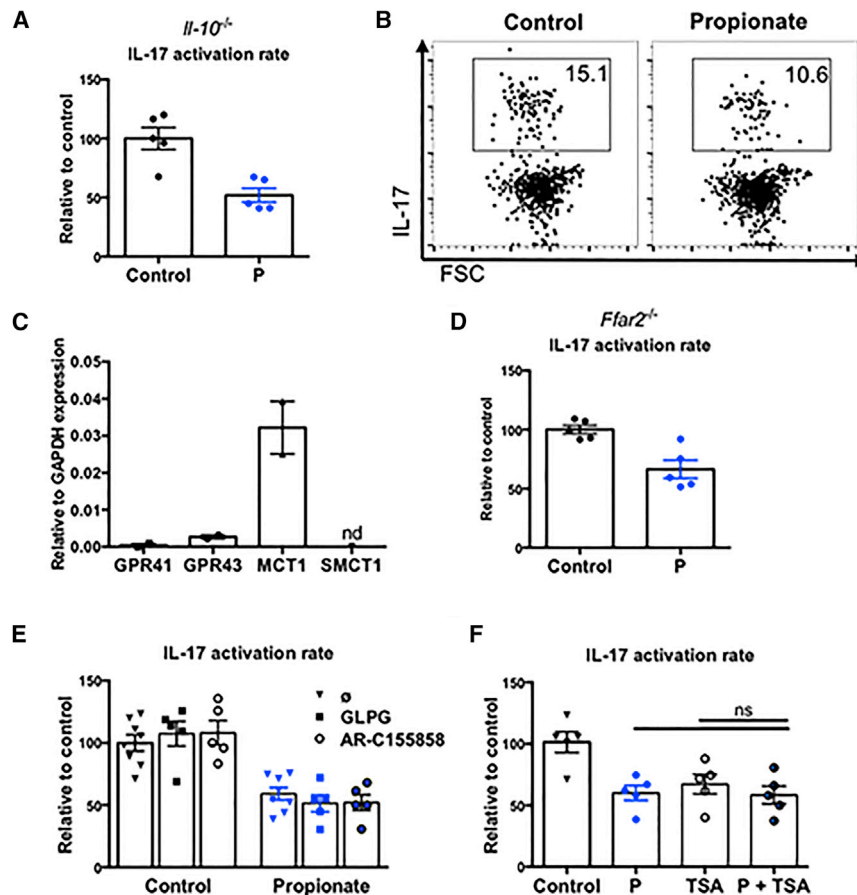 A
Il-10-/-
IL-17 activation rate
Relative to control
150
100
50
0
Control P
B
Control Propionate
15.1 10.6
IL-17
FSC
C
Relative to GAPDH expression
0.05
0.04
0.03
0.02
0.01
0.00
nd
GPR41 GPR43 MCT1 SMCT1
D
Ffar2-/-
IL-17 activation rate
Relative to control
150
100
50
0
Control P
E
IL-17 activation rate
Relative to control
150
100
50
0
Ø
GLPG
AR-C155858
Control Propionate
F
IL-17 activation rate
Relative to control
150
100
50
0
ns
Control P TSA P + TSA